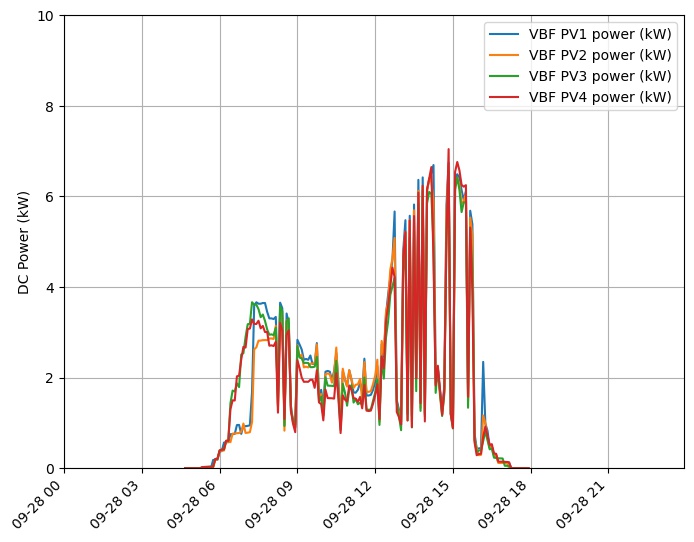 10
8
6
4
2
0
DC Power (kW)
VBF PV1 power (kW)
VBF PV2 power (kW)
VBF PV3 power (kW)
VBF PV4 power (kW)
09-28 00
09-28 03
09-28 06
09-28 09
09-28 12
09-28 15
09-28 18
09-28 21